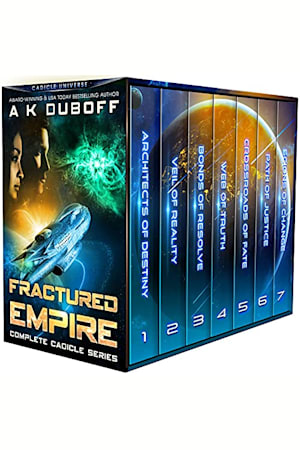 CADICLE UNIVERSE
AWARD-WINNING & USA TODAY BESTSELLING AUTHOR
A K DUBOFF
FRACTURED
EMPIRE
COMPLETE CADICLE SERIES
ARCHITECTS OF DESTINY
1
VEIL OF REALITY
2
BONDS OF RESOLVE
3
WEB OF TRUTH
4
CROSSROADS OF FATE
5
PATH OF JUSTICE
6
SCIONS OF CHANGE
7